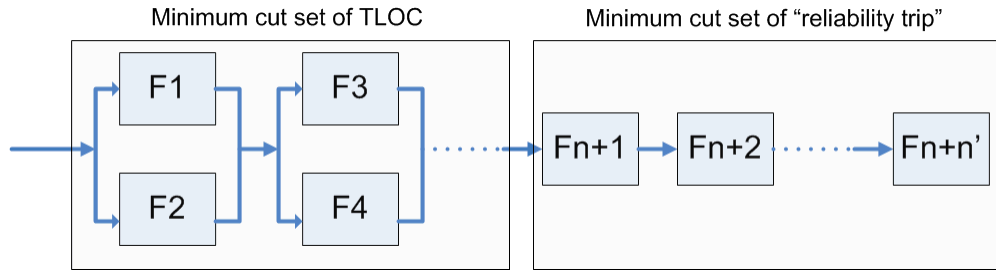 Minimum cut set of TLOC
Minimum cut set of “reliability trip”
F1
F3
F2
F4
Fn+1
Fn+2
Fn+n’